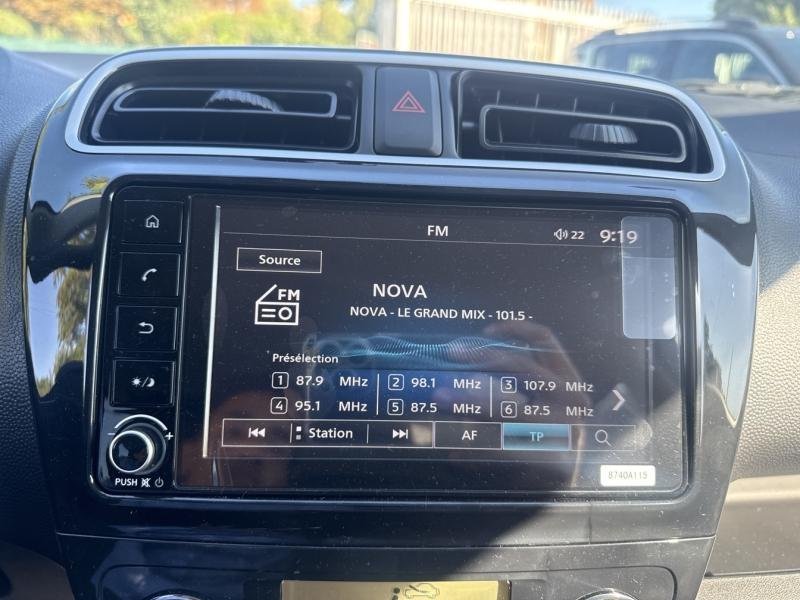 FM 22 9:19
Source
FM
NOVA
NOVA - LE GRAND MIX - 101.5 -
Présélection
1 87.9 MHz 2 98.1 MHz 3 107.9 MHz
4 95.1 MHz 5 87.5 MHz 6 87.5 MHz
Station AF TP
- +
PUSH
8740A115